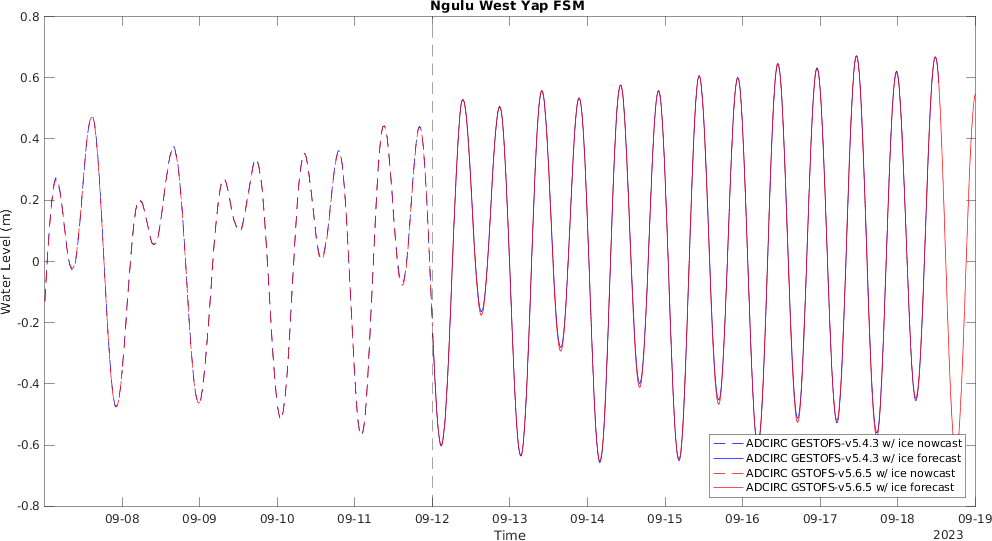 Ngulu West Yap FSM
0.8
0.6
0.4
0.2
0
-0.2
-0.4
-0.6
-0.8
Water Level (m)
ADCIRC GESTOFS-v5.4.3 w/ ice nowcast
ADCIRC GESTOFS-v5.4.3 w/ ice forecast
ADCIRC GSTOFS-v5.6.5 w/ ice nowcast
ADCIRC GSTOFS-v5.6.5 w/ ice forecast
09-08 09-09 09-10 09-11 09-12 09-13 09-14 09-15 09-16 09-17 09-18 09-19
Time
2023